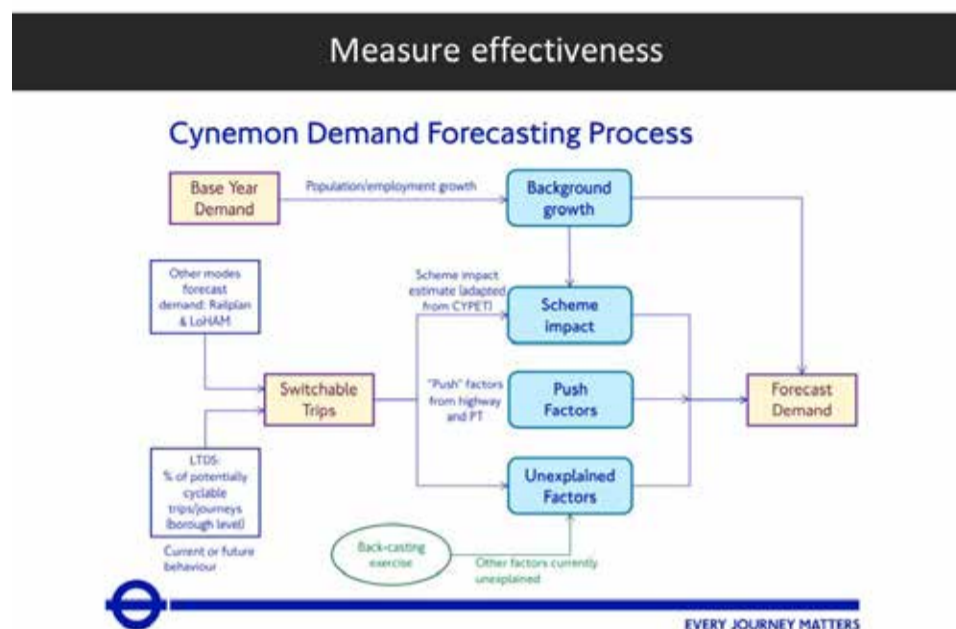 Measure effectiveness
Cynemon Demand Forecasting Process
Base Year
Demand
Population/employment growth
Background
growth
Other modes
forecast
demand: Railplan
& LoHAM
Scheme impact
estimate (adapted
from CYPET)
Scheme
impact
Switchable
Trips
"Push" factors
from highway
and PT
Push
Factors
Forecast
Demand
LTDS:
% of potentially
cyclable
trips/journeys
(borough level)
Unexplained
Factors
Current or future
behaviour
Back-casting
exercise
Other factors currently
unexplained
EVERY JOURNEY MATTERS